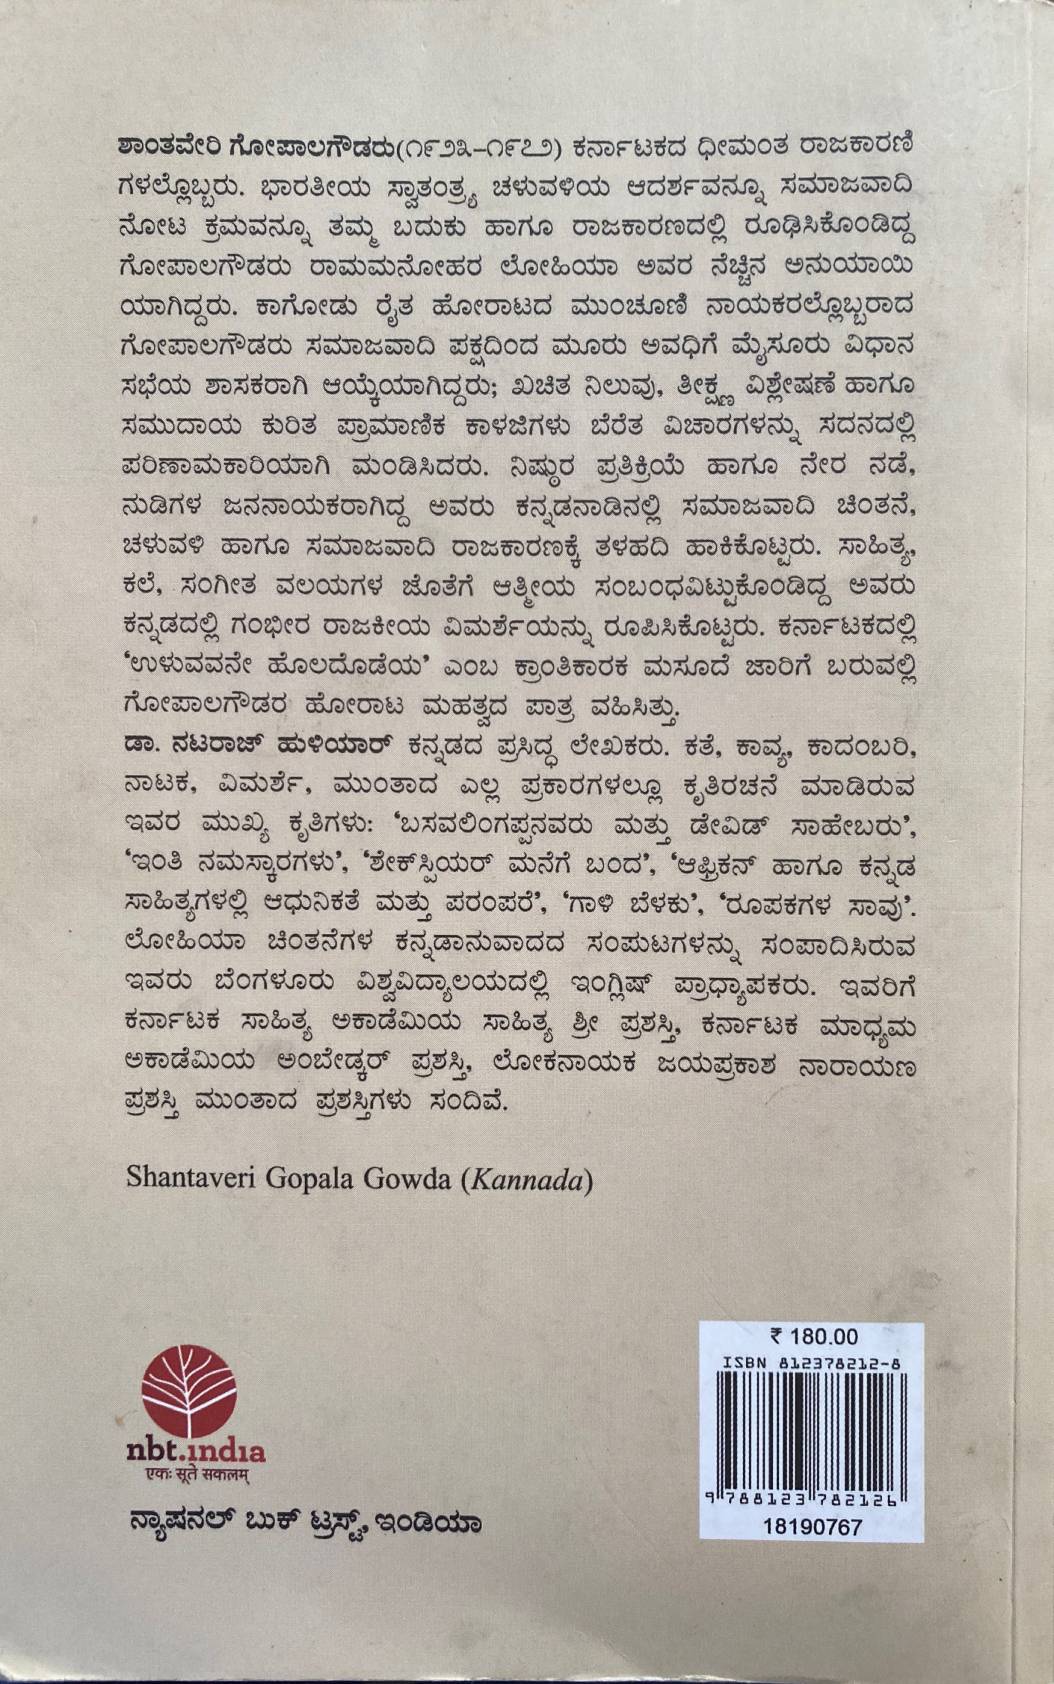 ಶಾಂತವೇರಿ ಗೋಪಾಲಗೌಡರು(೧೯೨೩–೧೯೭೨) ಕರ್ನಾಟಕದ ಧೀಮಂತ ರಾಜಕಾರಣಿ
ಗಳಲ್ಲೊಬ್ಬರು. ಭಾರತೀಯ ಸ್ವಾತಂತ್ರ್ಯ ಚಳುವಳಿಯ ಆದರ್ಶವನ್ನೂ ಸಮಾಜವಾದಿ
ನೋಟ ಕ್ರಮವನ್ನೂ ತಮ್ಮ ಬದುಕು ಹಾಗೂ ರಾಜಕಾರಣದಲ್ಲಿ ರೂಢಿಸಿಕೊಂಡಿದ್ದ
ಗೋಪಾಲಗೌಡರು ರಾಮಮನೋಹರ ಲೋಹಿಯಾ ಅವರ ನೆಚ್ಚಿನ ಅನುಯಾಯಿ
ಯಾಗಿದ್ದರು. ಕಾಗೋಡು ರೈತ ಹೋರಾಟದ ಮುಂಚೂಣಿ ನಾಯಕರಲ್ಲೊಬ್ಬರಾದ
ಗೋಪಾಲಗೌಡರು ಸಮಾಜವಾದಿ ಪಕ್ಷದಿಂದ ಮೂರು ಅವಧಿಗೆ ಮೈಸೂರು ವಿಧಾನ
ಸಭೆಯ ಶಾಸಕರಾಗಿ ಆಯ್ಕೆಯಾಗಿದ್ದರು; ಖಚಿತ ನಿಲುವು, ತೀಕ್ಷ್ಣ ವಿಶ್ಲೇಷಣೆ ಹಾಗೂ
ಸಮುದಾಯ ಕುರಿತ ಪ್ರಾಮಾಣಿಕ ಕಾಳಜಿಗಳು ಬೆರೆತ ವಿಚಾರಗಳನ್ನು ಸದನದಲ್ಲಿ
ಪರಿಣಾಮಕಾರಿಯಾಗಿ ಮಂಡಿಸಿದರು. ನಿಷ್ಠುರ ಪ್ರತಿಕ್ರಿಯೆ ಹಾಗೂ ನೇರ ನಡೆ,
ನುಡಿಗಳ ಜನನಾಯಕರಾಗಿದ್ದ ಅವರು ಕನ್ನಡನಾಡಿನಲ್ಲಿ ಸಮಾಜವಾದಿ ಚಿಂತನೆ,
ಚಳುವಳಿ ಹಾಗೂ ಸಮಾಜವಾದಿ ರಾಜಕಾರಣಕ್ಕೆ ತಳಹದಿ ಹಾಕಿಕೊಟ್ಟರು. ಸಾಹಿತ್ಯ,
ಕಲೆ, ಸಂಗೀತ ವಲಯಗಳ ಜೊತೆಗೆ ಆತ್ಮೀಯ ಸಂಬಂಧವಿಟ್ಟುಕೊಂಡಿದ್ದ ಅವರು
ಕನ್ನಡದಲ್ಲಿ ಗಂಭೀರ ರಾಜಕೀಯ ವಿಮರ್ಶೆಯನ್ನು ರೂಪಿಸಿಕೊಟ್ಟರು. ಕರ್ನಾಟಕದಲ್ಲಿ
‘ಉಳುವವನೇ ಹೊಲದೊಡೆಯ’ ಎಂಬ ಕ್ರಾಂತಿಕಾರಕ ಮಸೂದೆ ಜಾರಿಗೆ ಬರುವಲ್ಲಿ
ಗೋಪಾಲಗೌಡರ ಹೋರಾಟ ಮಹತ್ವದ ಪಾತ್ರ ವಹಿಸಿತ್ತು.
ಡಾ. ನಟರಾಜ್ ಹುಳಿಯಾರ್ ಕನ್ನಡದ ಪ್ರಸಿದ್ಧ ಲೇಖಕರು. ಕತೆ, ಕಾವ್ಯ, ಕಾದಂಬರಿ,
ನಾಟಕ, ವಿಮರ್ಶೆ, ಮುಂತಾದ ಎಲ್ಲ ಪ್ರಕಾರಗಳಲ್ಲೂ ಕೃತಿರಚನೆ ಮಾಡಿರುವ
ಇವರ ಮುಖ್ಯ ಕೃತಿಗಳು: ‘ಬಸವಲಿಂಗಪ್ಪನವರು ಮತ್ತು ಡೇವಿಡ್ ಸಾಹೇಬರು’,
‘ಇಂತಿ ನಮಸ್ಕಾರಗಳು’, ‘ಶೇಕ್‌ಸ್ಪಿಯರ್ ಮನೆಗೆ ಬಂದ’, ‘ಆಫ್ರಿಕನ್ ಹಾಗೂ ಕನ್ನಡ
ಸಾಹಿತ್ಯಗಳಲ್ಲಿ ಆಧುನಿಕತೆ ಮತ್ತು ಪರಂಪರೆ’, ‘ಗಾಳಿ ಬೆಳಕು’, ‘ರೂಪಕಗಳ ಸಾವು’.
ಲೋಹಿಯಾ ಚಿಂತನೆಗಳ ಕನ್ನಡಾನುವಾದದ ಸಂಪುಟಗಳನ್ನು ಸಂಪಾದಿಸಿರುವ
ಇವರು ಬೆಂಗಳೂರು ವಿಶ್ವವಿದ್ಯಾಲಯದಲ್ಲಿ ಇಂಗ್ಲಿಷ್ ಪ್ರಾಧ್ಯಾಪಕರು. ಇವರಿಗೆ
ಕರ್ನಾಟಕ ಸಾಹಿತ್ಯ ಅಕಾಡೆಮಿಯ ಸಾಹಿತ್ಯ ಶ್ರೀ ಪ್ರಶಸ್ತಿ, ಕರ್ನಾಟಕ ಮಾಧ್ಯಮ
ಅಕಾಡೆಮಿಯ ಅಂಬೇಡ್ಕರ್ ಪ್ರಶಸ್ತಿ, ಲೋಕನಾಯಕ ಜಯಪ್ರಕಾಶ ನಾರಾಯಣ
ಪ್ರಶಸ್ತಿ ಮುಂತಾದ ಪ್ರಶಸ್ತಿಗಳು ಸಂದಿವೆ.
Shantaveri Gopala Gowda (Kannada)
nbt.india
एकः सूते सकलम्
ನ್ಯಾಷನಲ್ ಬುಕ್ ಟ್ರಸ್ಟ್, ಇಂಡಿಯಾ
₹ 180.00
ISBN 812378212-8
9 788123 782126
18190767